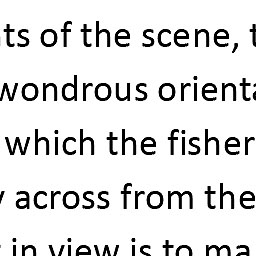 ts of the scene, t
wondrous orienta
which the fisher
y across from the
t in view is to ma